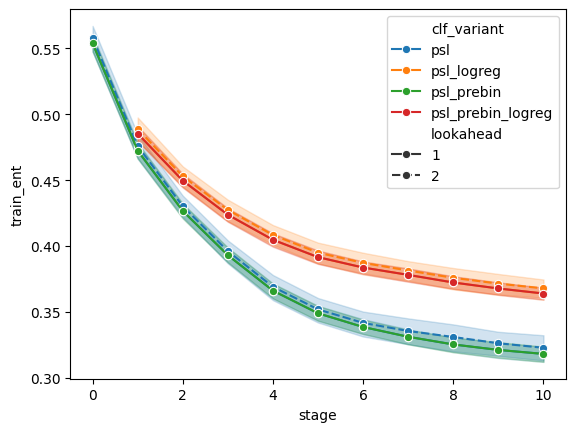 clf_variant
psl
psl_logreg
psl_prebin
psl_prebin_logreg
lookahead
1
2
train_ent
0.55
0.50
0.45
0.40
0.35
0.30
0 2 4 6 8 10
stage